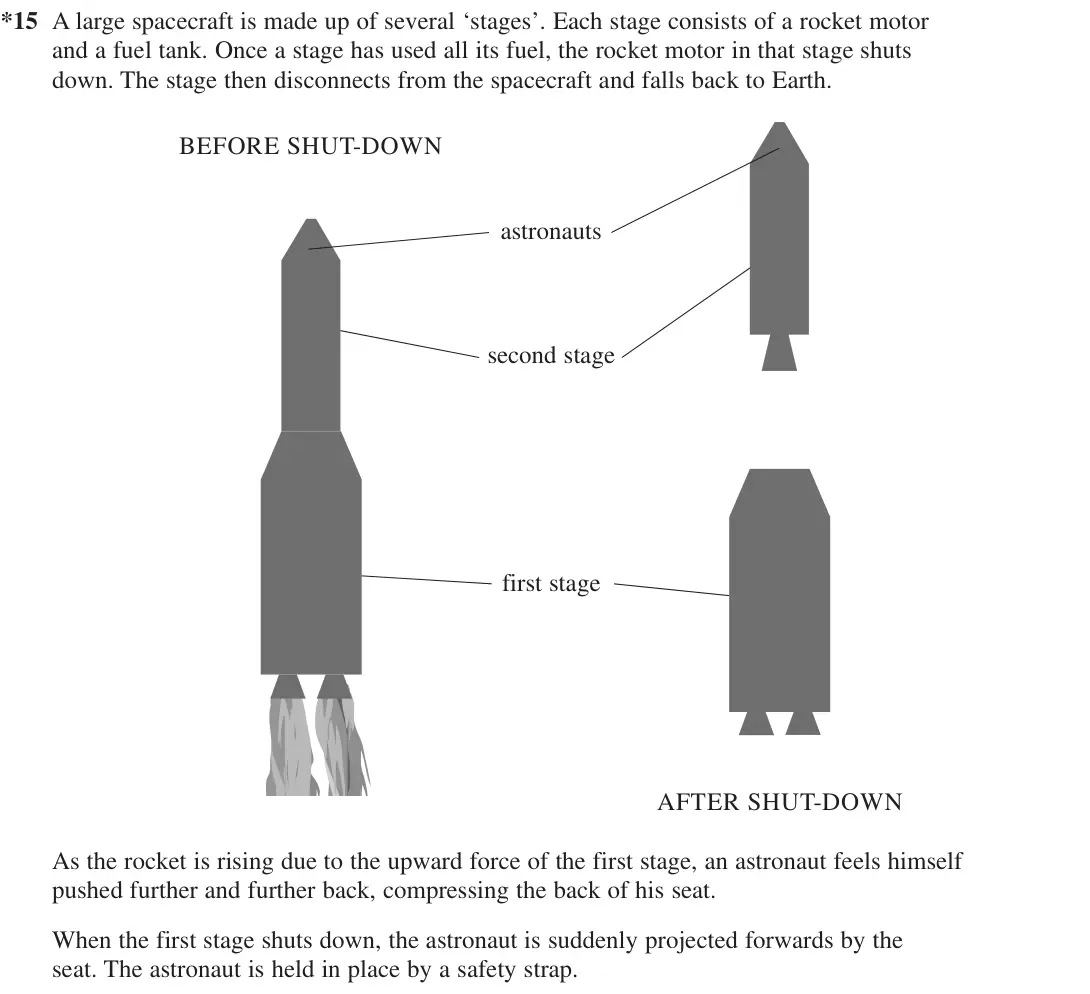 *15 A large spacecraft is made up of several ‘stages’. Each stage consists of a rocket motor
and a fuel tank. Once a stage has used all its fuel, the rocket motor in that stage shuts
down. The stage then disconnects from the spacecraft and falls back to Earth.
BEFORE SHUT-DOWN
astronauts
second stage
first stage
AFTER SHUT-DOWN
As the rocket is rising due to the upward force of the first stage, an astronaut feels himself
pushed further and further back, compressing the back of his seat.
When the first stage shuts down, the astronaut is suddenly projected forwards by the
seat. The astronaut is held in place by a safety strap.